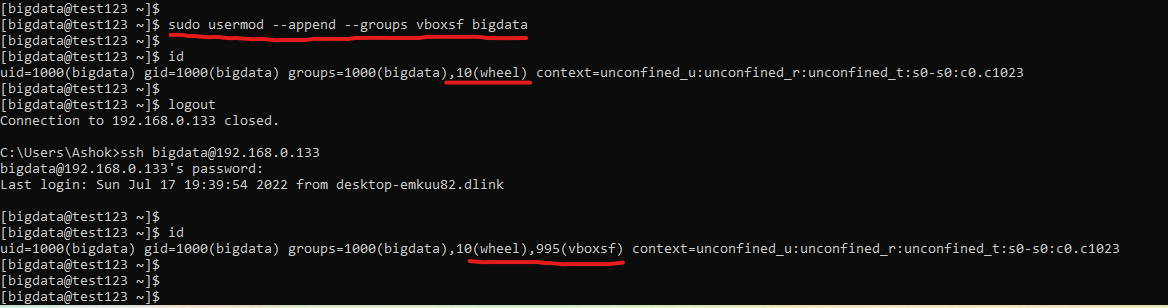 [bigdata@test123 ~]$
[bigdata@test123 ~]$ sudo usermod --append --groups vboxsf bigdata
[bigdata@test123 ~]$
[bigdata@test123 ~]$ id
uid=1000(bigdata) gid=1000(bigdata) groups=1000(bigdata),10(wheel) context=unconfined_u:unconfined_r:unconfined_t:s0-s0:c0.c1023
[bigdata@test123 ~]$
[bigdata@test123 ~]$ logout
Connection to 192.168.0.133 closed.
C:\Users\Ashok>ssh bigdata@192.168.0.133
bigdata@192.168.0.133's password:
Last login: Sun Jul 17 19:39:54 2022 from desktop-emkuu82.dlink
[bigdata@test123 ~]$
[bigdata@test123 ~]$ id
uid=1000(bigdata) gid=1000(bigdata) groups=1000(bigdata),10(wheel),995(vboxsf) context=unconfined_u:unconfined_r:unconfined_t:s0-s0:c0.c1023
[bigdata@test123 ~]$
[bigdata@test123 ~]$
[bigdata@test123 ~]$